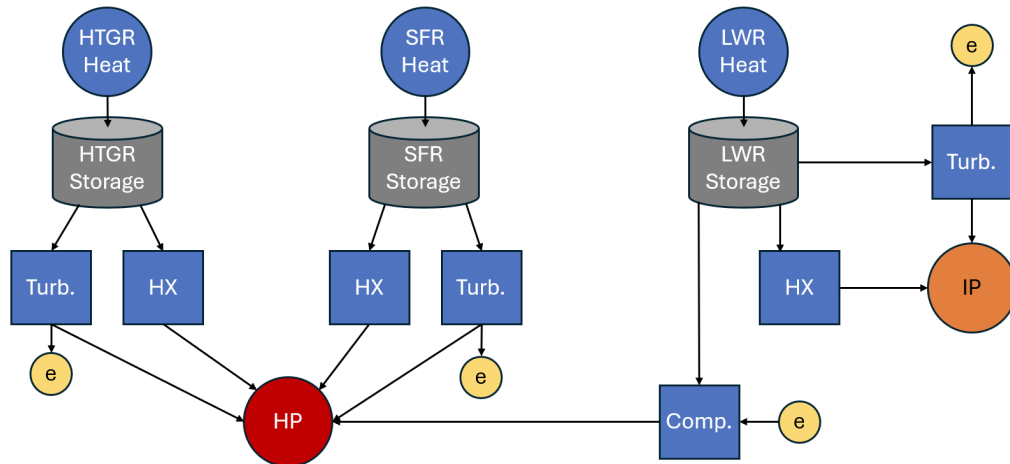 HTGR
Heat
SFR
Heat
LWR
Heat
e
HTGR
Storage
SFR
Storage
LWR
Storage
Turb.
Turb.
HX
HX
Turb.
HX
IP
e
e
HP
Comp.
e